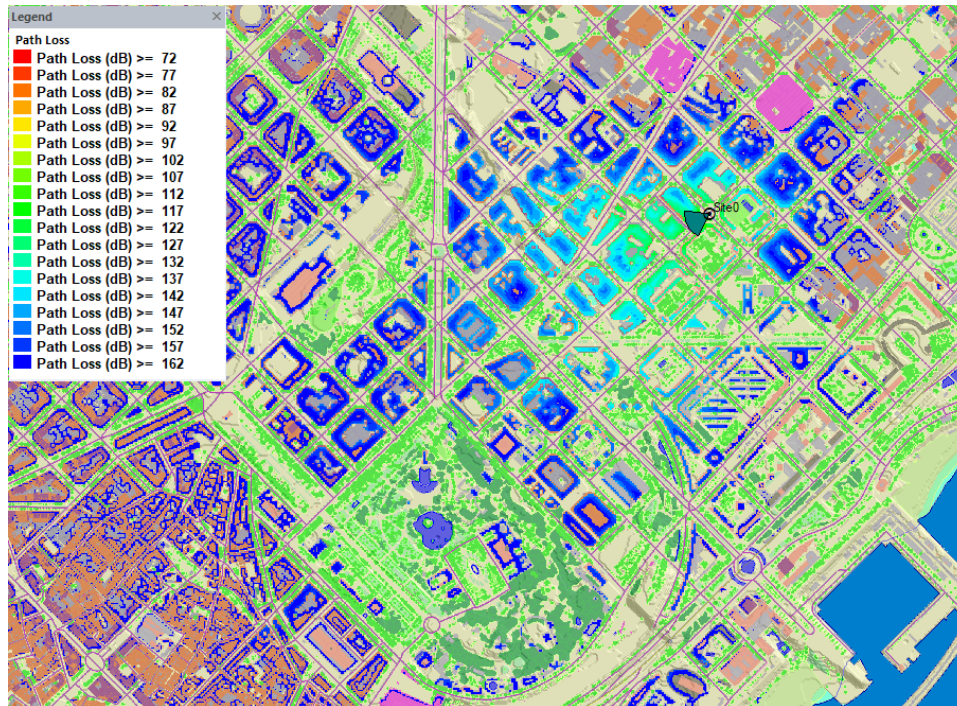 Legend
Path Loss
Path Loss (dB) >= 72
Path Loss (dB) >= 77
Path Loss (dB) >= 82
Path Loss (dB) >= 87
Path Loss (dB) >= 92
Path Loss (dB) >= 97
Path Loss (dB) >= 102
Path Loss (dB) >= 107
Path Loss (dB) >= 112
Path Loss (dB) >= 117
Path Loss (dB) >= 122
Path Loss (dB) >= 127
Path Loss (dB) >= 132
Path Loss (dB) >= 137
Path Loss (dB) >= 142
Path Loss (dB) >= 147
Path Loss (dB) >= 152
Path Loss (dB) >= 157
Path Loss (dB) >= 162
Site0